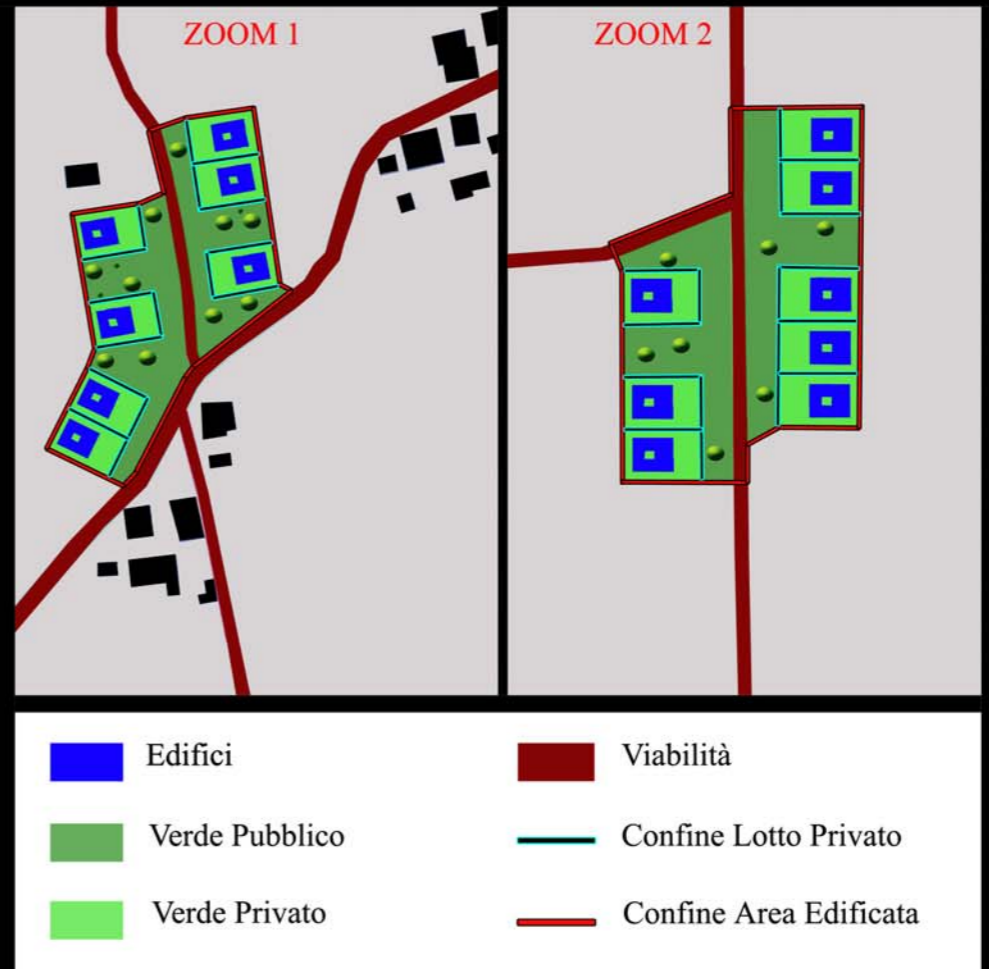 ZOOM 1
ZOOM 2
Edifici
Viabilità
Verde Pubblico
Confine Lotto Privato
Verde Privato
Confine Area Edificata